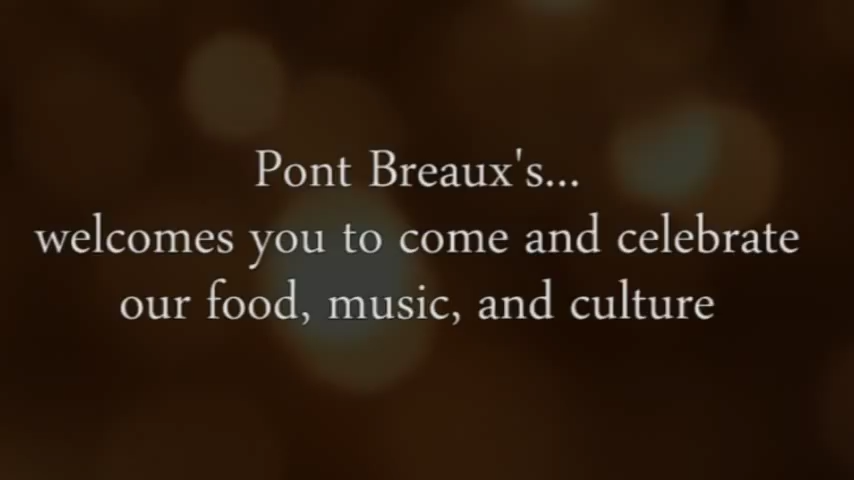 Pont Breaux's...
welcomes you to come and celebrate
our food, music, and culture